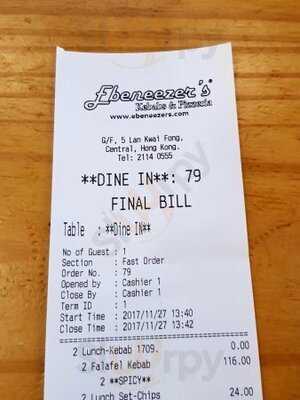 Ebeneezer's®
Kebabs & Pizzeria
www.ebeneezers.com
G/F, 5 Lan Kwai Fong,
Central, Hong Kong.
Tel: 2114 0555
**DINE IN**: 79
FINAL BILL
Table : **Dine IN**
No of Guest : 1
Section : Fast Order
Order No. : 79
Opened by : Cashier 1
Close By : Cashier 1
Term ID : 1
Start Time : 2017/11/27 13:40
Close Time : 2017/11/27 13:42
2 Lunch-Kebab 1709. 0.00
2 Falafel Kebab 116.00
2 **SPICY**
2 Lunch Set-Chips 24.00